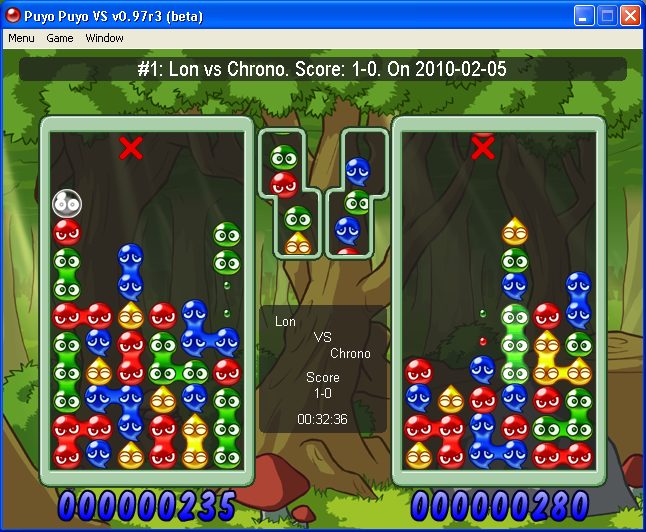 Puyo Puyo VS v0.97r3 (beta)
Menu Game Window
#1: Lon vs Chrono. Score: 1-0. On 2010-02-05
Lon
VS
Chrono
Score
1-0
00:32:36
000000235
000000280